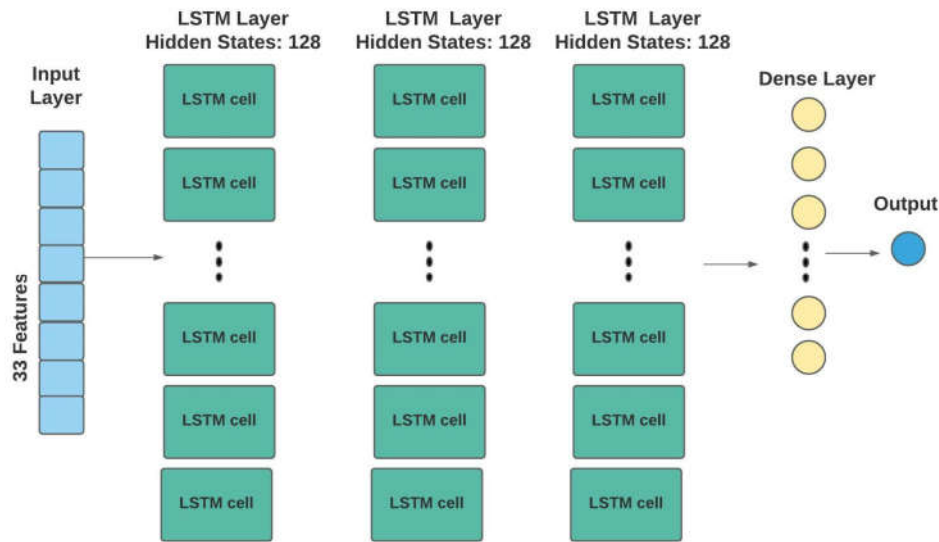 Input
Layer
33 Features
LSTM Layer
Hidden States: 128
LSTM cell
LSTM cell
LSTM cell
LSTM cell
LSTM cell
LSTM Layer
Hidden States: 128
LSTM cell
LSTM cell
LSTM cell
LSTM cell
LSTM cell
LSTM Layer
Hidden States: 128
LSTM cell
LSTM cell
LSTM cell
LSTM cell
LSTM cell
Dense Layer
Output